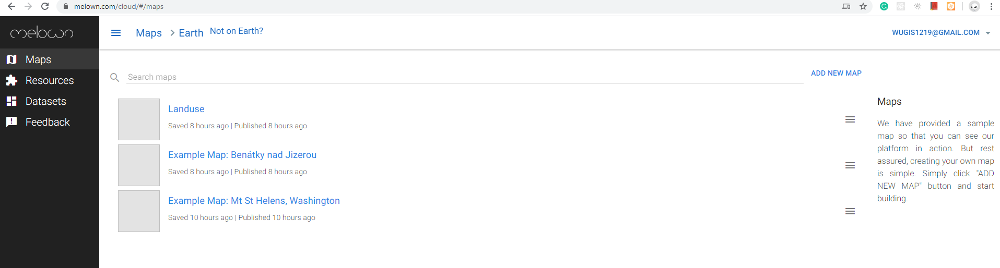 melown.com/cloud/#/maps
melown
Maps
Resources
Datasets
Feedback
Maps > Earth Not on Earth?
WUGIS1219@GMAIL.COM
Search maps
ADD NEW MAP
Landuse
Saved 8 hours ago | Published 8 hours ago
Example Map: Benátky nad Jizerou
Saved 8 hours ago | Published 8 hours ago
Example Map: Mt St Helens, Washington
Saved 10 hours ago | Published 10 hours ago
Maps
We have provided a sample
map so that you can see our
platform in action. But rest
assured, creating your own map
is simple. Simply click "ADD
NEW MAP" button and start
building.